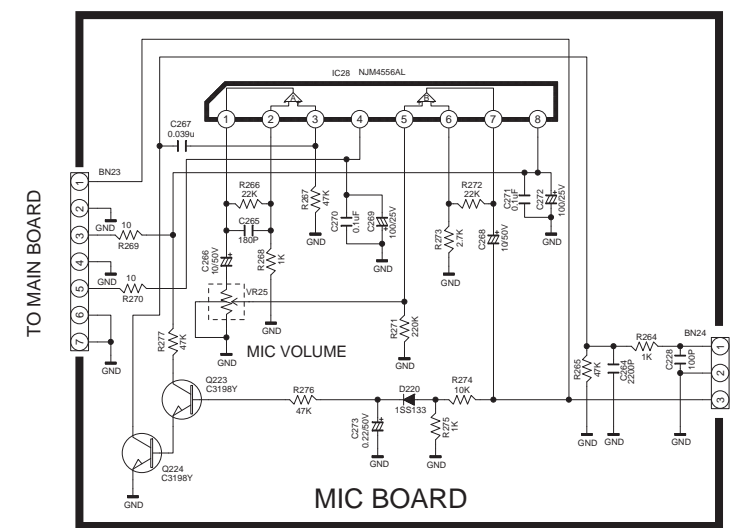 IC28 NJM4556AL
A
B
1
2
3
4
5
6
7
8
C267
0.039u
TO MAIN BOARD
BN23
1
2
3
4
5
6
7
GND
10
R269
GND
10
R270
GND
R266
22K
C265
180P
C266
10/50V
R268
1K
R267
47K
GND
C270
0.1uF
C269
100/25V
GND
R272
22K
R273
2.7K
C268
10/50V
C271
0.1uF
C272
100/25V
GND
VR25
GND
GND
MIC VOLUME
R271
220K
GND
GND
R277
47K
R264
1K
BN24
1
2
3
R265
47K
C264
2200P
C228
100P
GND
GND
GND
Q223
C3198Y
R276
47K
D220
1SS133
R274
10K
C273
0.22/50V
R275
1K
GND
GND
Q224
C3198Y
GND
MIC BOARD